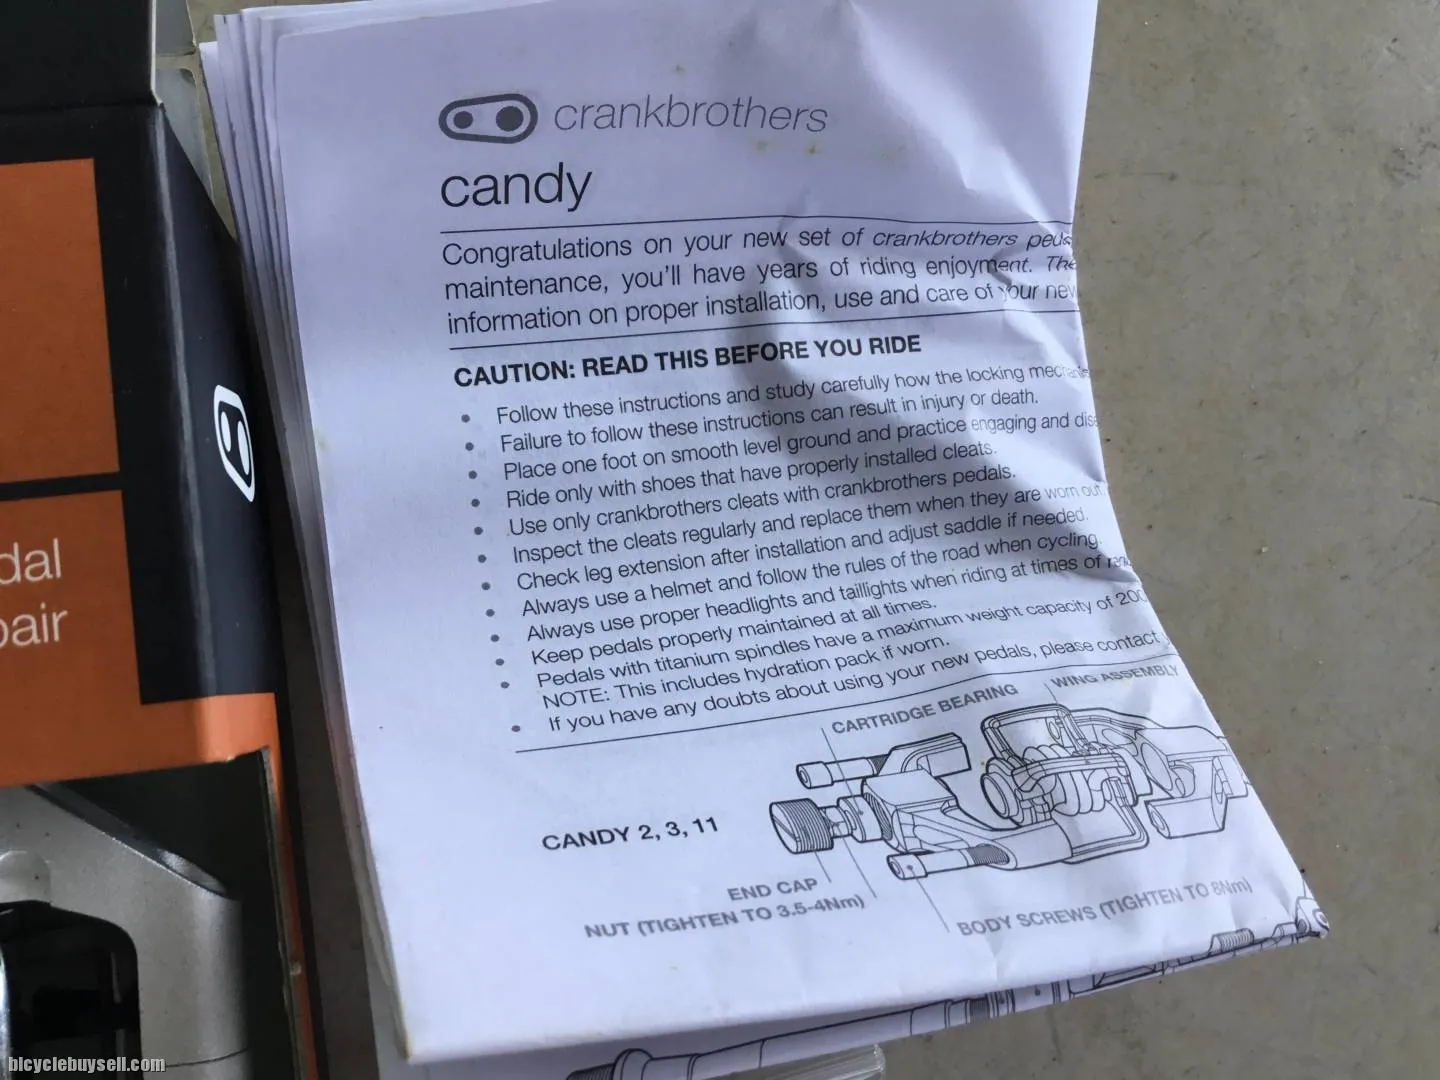 crankbrothers
candy
Congratulations on your new set of crankbrothers
maintenance, you'll have years of riding enjoyment.
information on proper installation, use and care of your new
CAUTION: READ THIS BEFORE YOU RIDE
• Follow these instructions and study carefully how the locking
• Failure to follow these instructions can result in injury or death.
• Place one foot on smooth level ground and practice engaging and
• Ride only with shoes that have properly installed cleats.
• Use only crankbrothers cleats with crankbrothers pedals.
• Inspect the cleats regularly and replace them when they are worn out.
• Check leg extension after installation and adjust saddle if needed.
• Always use a helmet and follow the rules of the road when cycling.
• Always use proper headlights and taillights when riding at times of
• Keep pedals properly maintained at all times.
• Pedals with titanium spindles have a maximum weight capacity of 200
NOTE: This includes hydration pack if worn.
• If you have any doubts about using your new pedals, please contact
WING ASSEMBLY
CARTRIDGE BEARING
CANDY 2, 3, 11
END CAP
NUT (TIGHTEN TO 3.5-4Nm)
BODY SCREWS (TIGHTEN TO 8Nm)
dal
pair
bicyclebuysell.com